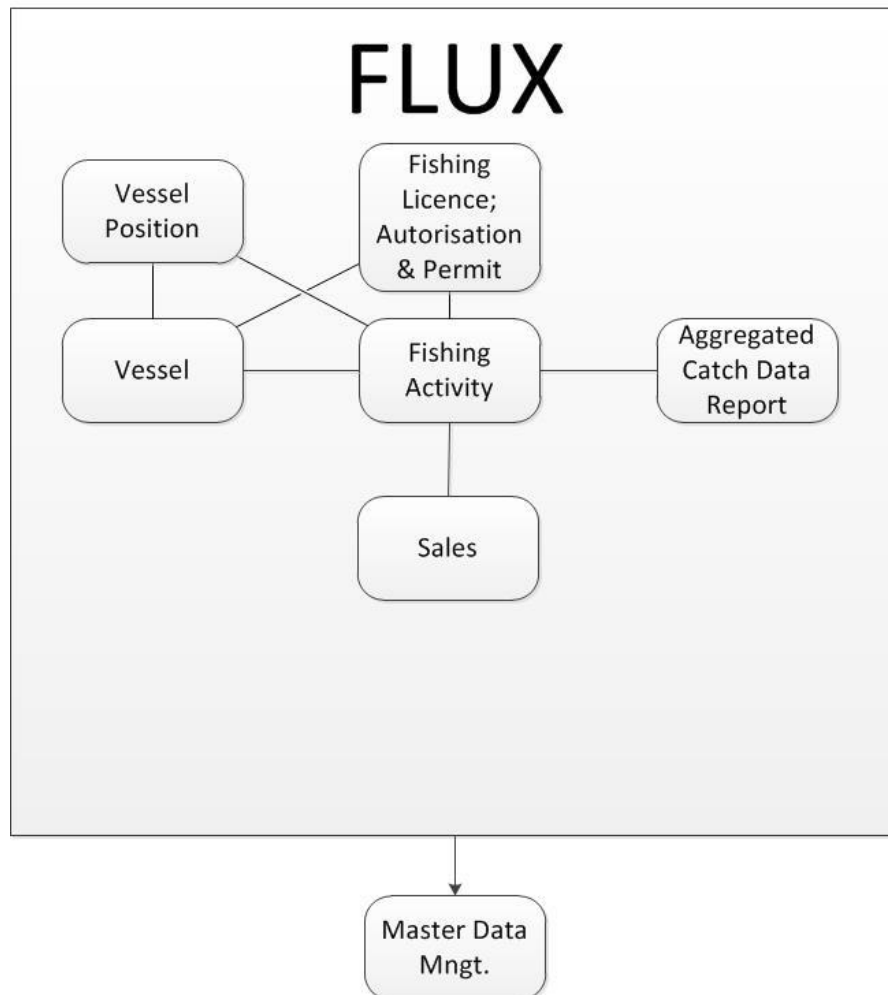 FLUX
Vessel
Position
Fishing
Licence;
Autorisation
& Permit
Vessel
Fishing
Activity
Aggregated
Catch Data
Report
Sales
Master Data
Mngt.